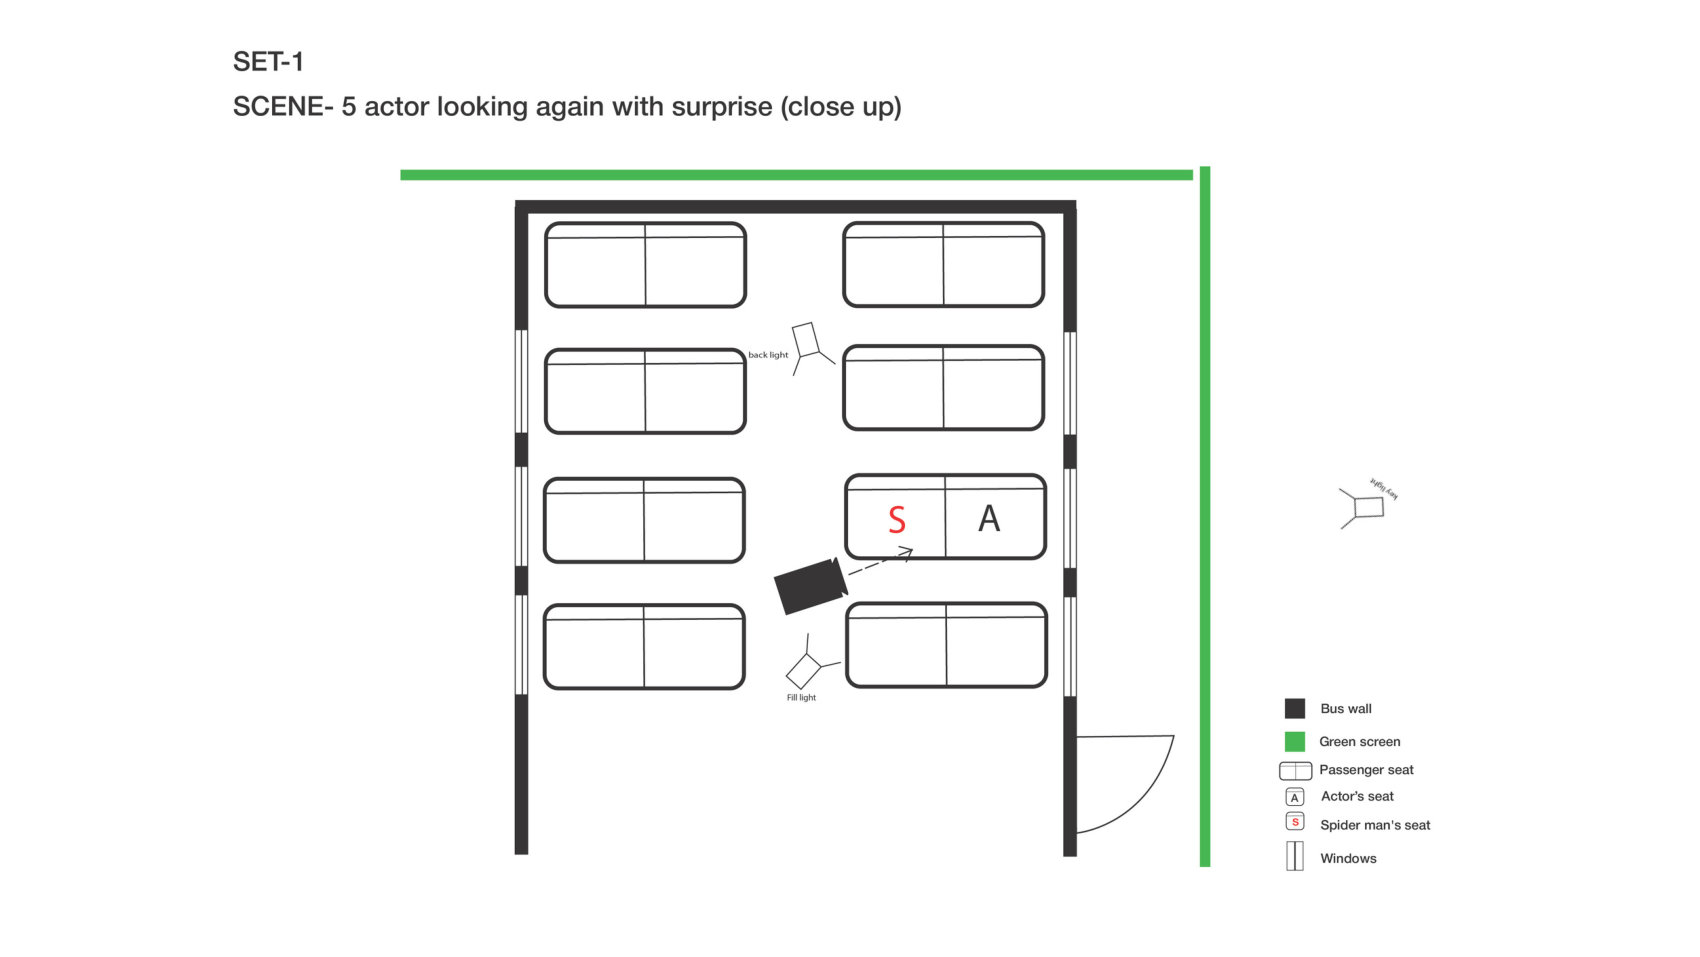 SET-1
SCENE- 5 actor looking again with surprise (close up)
back light
key light
S
A
Fill light
Bus wall
Green screen
Passenger seat
A
Actor's seat
S
Spider man's seat
Windows